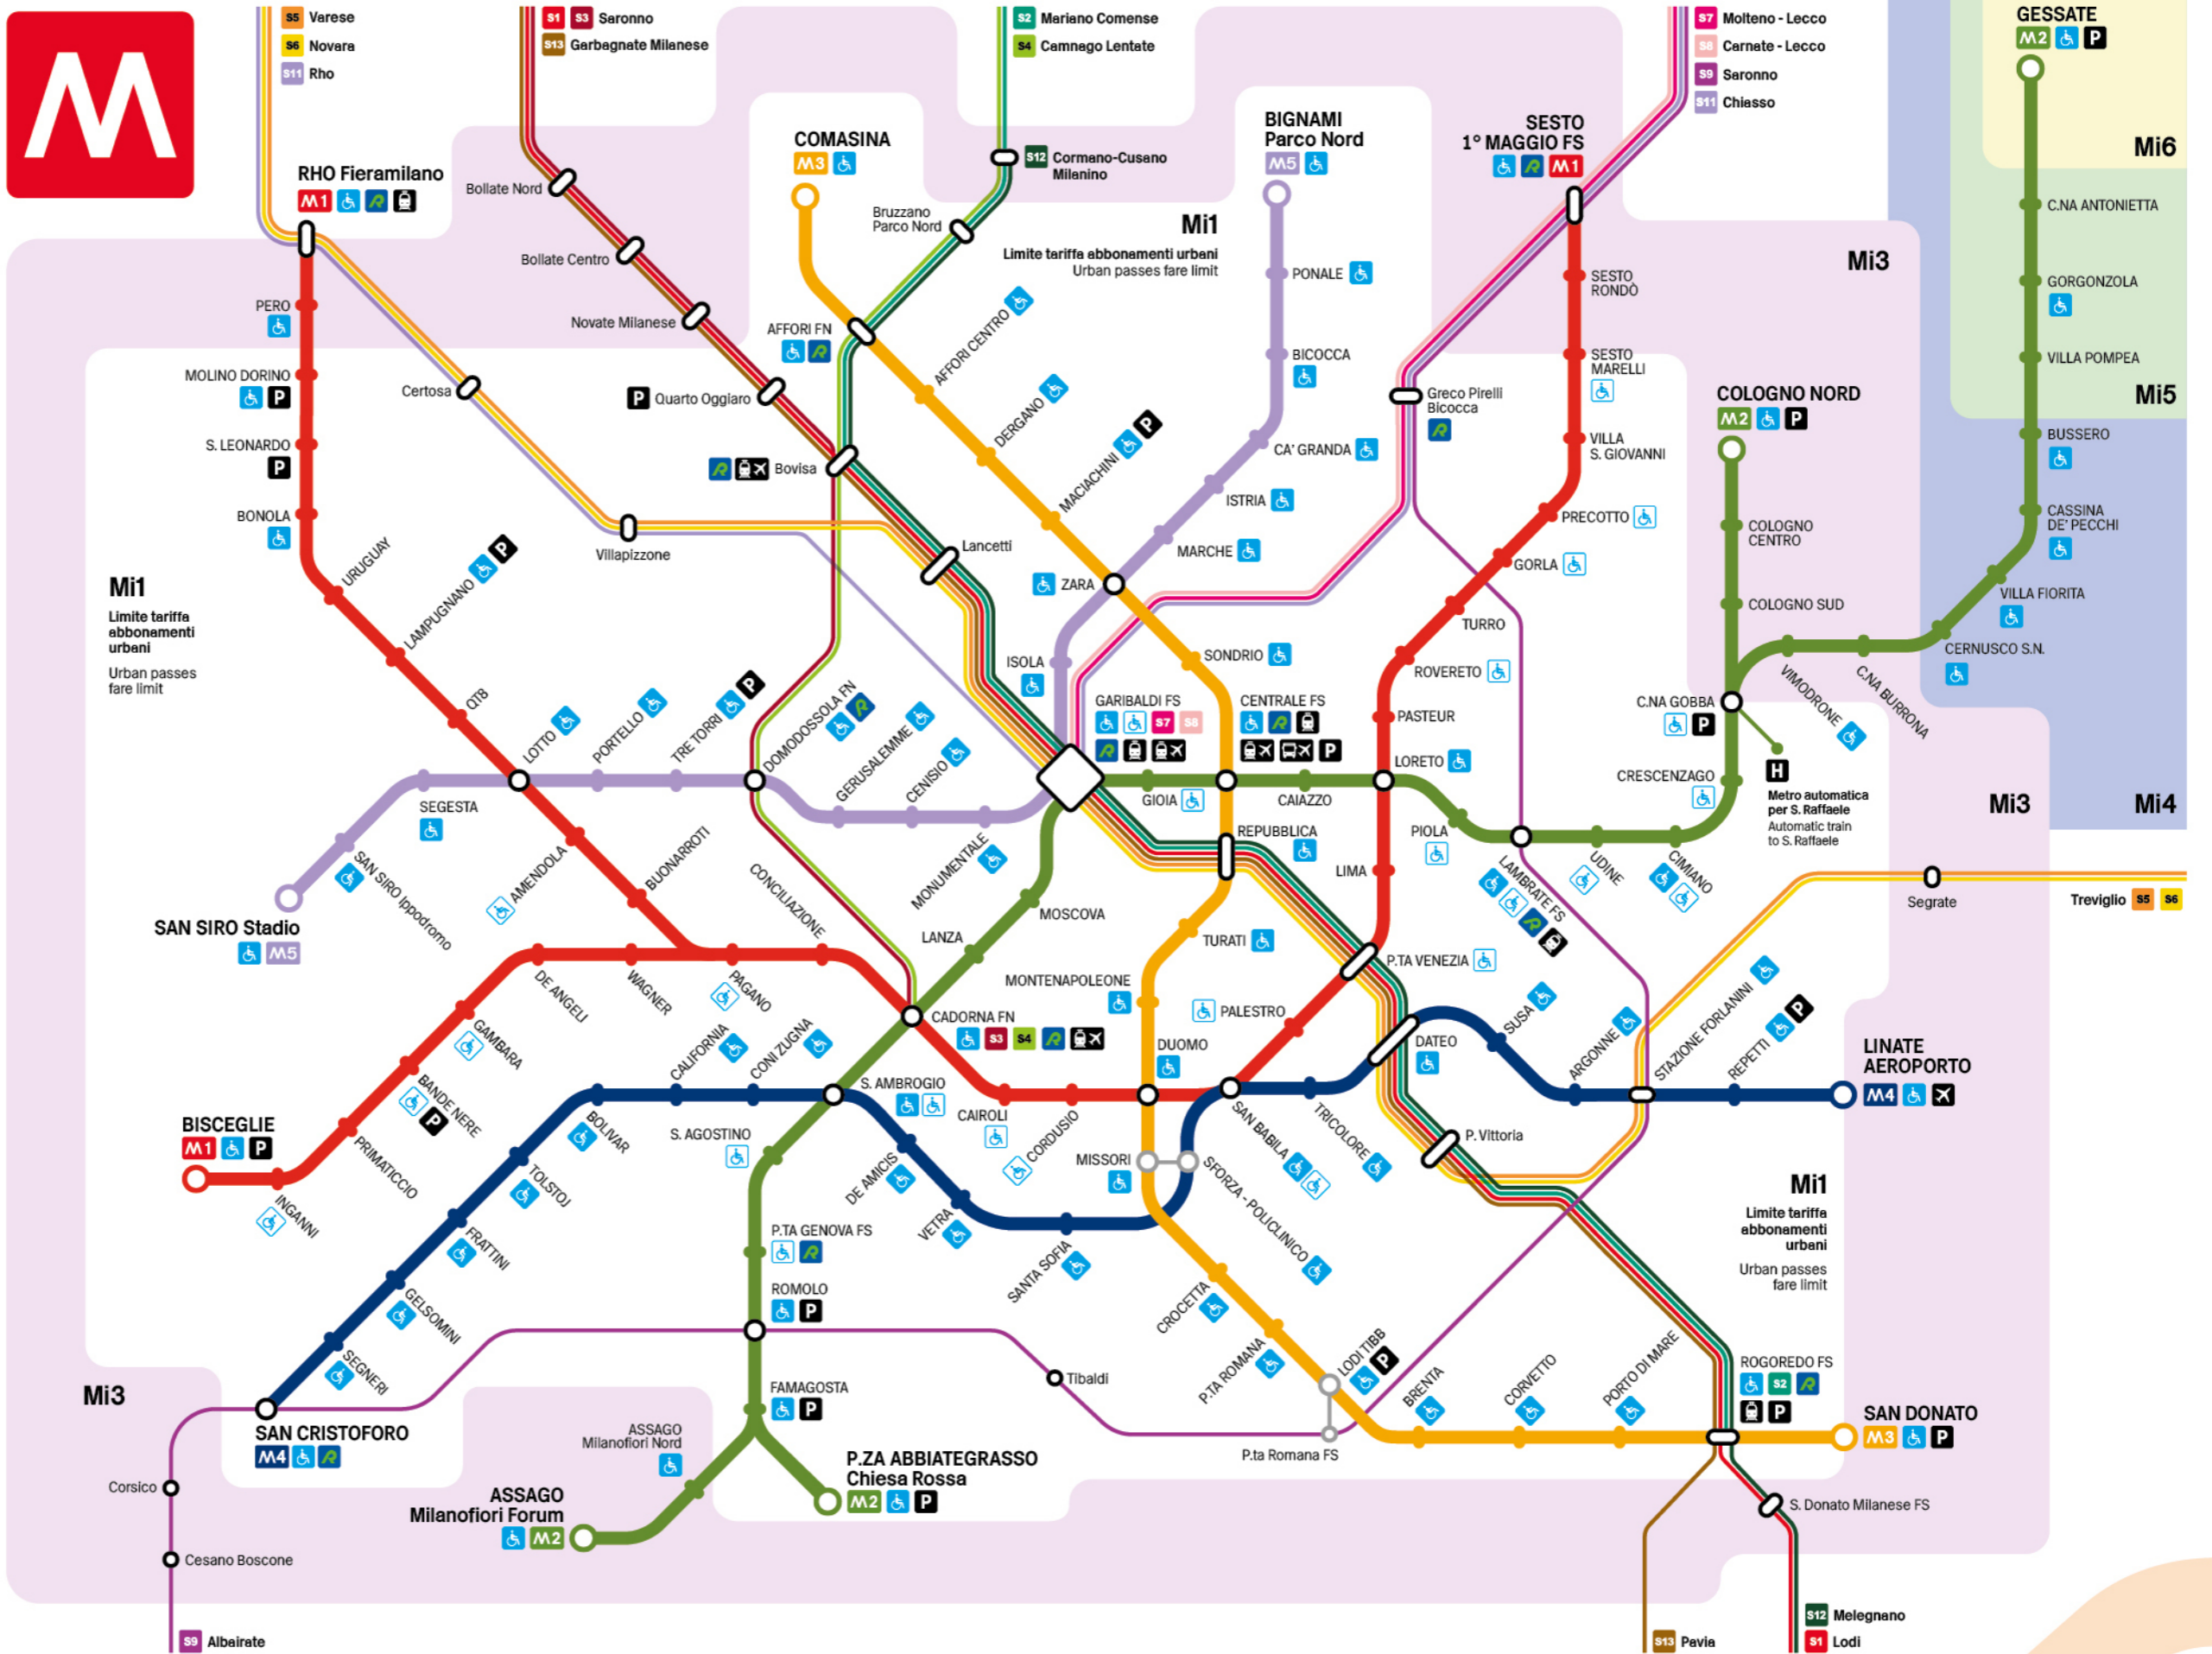 M
S5 Varese
S6 Novara
S11 Rho
S1 S3 Saronno
S13 Garbagnate Milanese
S2 Mariano Comense
S4 Camnago Lentate
S7 Molteno - Lecco
S8 Carnate - Lecco
S9 Saronno
S11 Chiasso
GESSATE
M2 P
Mi6
RHO Fieramilano
M1 R
Bollate Nord
Bollate Centro
Novate Milanese
P Quarto Oggiaro
R Bovisa
COMASINA
M3
S12 Cormano-Cusano
Milanino
Bruzzano
Parco Nord
Mi1
Limite tariffa abbonamenti urbani
Urban passes fare limit
BIGNAMI
Parco Nord
M5
SESTO
1° MAGGIO FS
R M1
Mi3
C.NA ANTONIETTA
GORGONZOLA
VILLA POMPEA
Mi5
BUSSERO
CASSINA
DE' PECCHI
VILLA FIORITA
CERNUSCO S.N.
C.NA BURRONA
VIMODRONE
PERO
MOLINO DORINO
P
S. LEONARDO
P
BONOLA
URUGUAY
LAMPUGNANO P
QT8
LOTTO
Certosa
Villapizzone
AFFORI FN
R
AFFORI CENTRO
DERGANO
MACIACHINI P
Lancetti
PONALE
BICOCCA
CA' GRANDA
ISTRIA
MARCHE
ZARA
ISOLA
SONDRIO
Greco Pirelli
Bicocca
R
SESTO
RONDÒ
SESTO
MARELLI
VILLA
S. GIOVANNI
PRECOTTO
GORLA
TURRO
ROVERETO
PASTEUR
LORETO
LIMA
COLOGNO NORD
M2 P
COLOGNO
CENTRO
COLOGNO SUD
C.NA GOBBA
P
CRESCENZAGO
H
Metro automatica
per S. Raffaele
Automatic train
to S. Raffaele
Mi3
Mi4
Mi1
Limite tariffa
abbonamenti
urbani
Urban passes
fare limit
PORTELLO
TRE TORRI P
DOMODOSSOLA FN R
GERUSALEMME
CENISIO
MONUMENTALE
GARIBALDI FS
S7 S8
R
CENTRALE FS
R
P
GIOIA
CAIAZZO
REPUBBLICA
PIOLA
LAMBRATE FS
R
UDINE
CIMIANO
Segrate
Treviglio S5 S6
SEGESTA
SAN SIRO Ippodromo
SAN SIRO Stadio
M5
AMENDOLA
BUONARROTI
CONCILIAZIONE
PAGANO
WAGNER
DE ANGELI
GAMBARA
BANDE NERE
P
PRIMATICCIO
INGANNI
BISCEGLIE
M1 P
MOSCOVA
LANZA
TURATI
MONTENAPOLEONE
P.TA VENEZIA
PALESTRO
CADORNA FN
S3 S4 R
DUOMO
DATEO
SUSA
ARGONNE
STAZIONE FORLANINI
REPETTI P
LINATE
AEROPORTO
M4
CALIFORNIA
CONI ZUGNA
BOLIVAR
TOLSTOJ
FRATTINI
GELSOMINI
SEGNERI
SAN CRISTOFORO
M4 R
S. AMBROGIO
CAIROLI
CORDUSIO
S. AGOSTINO
DE AMICIS
VETRA
SANTA SOFIA
MISSORI
SFORZA - POLICLINICO
SAN BABILA
TRICOLORE
P. Vittoria
Mi1
Limite tariffa
abbonamenti
urbani
Urban passes
fare limit
P.TA GENOVA FS
R
ROMOLO
P
FAMAGOSTA
P
ASSAGO
Milanofiori Nord
ASSAGO
Milanofiori Forum
M2
P.ZA ABBIATEGRASSO
Chiesa Rossa
M2 P
CROCETTA
P.TA ROMANA
LODI TIBB
P
Tibaldi
P.ta Romana FS
BRENTA
CORVETTO
PORTO DI MARE
ROGOREDO FS
S2 R
P
SAN DONATO
M3 P
S. Donato Milanese FS
Mi3
Corsico
Cesano Boscone
S9 Albairate
S13 Pavia
S12 Melegnano
S1 Lodi